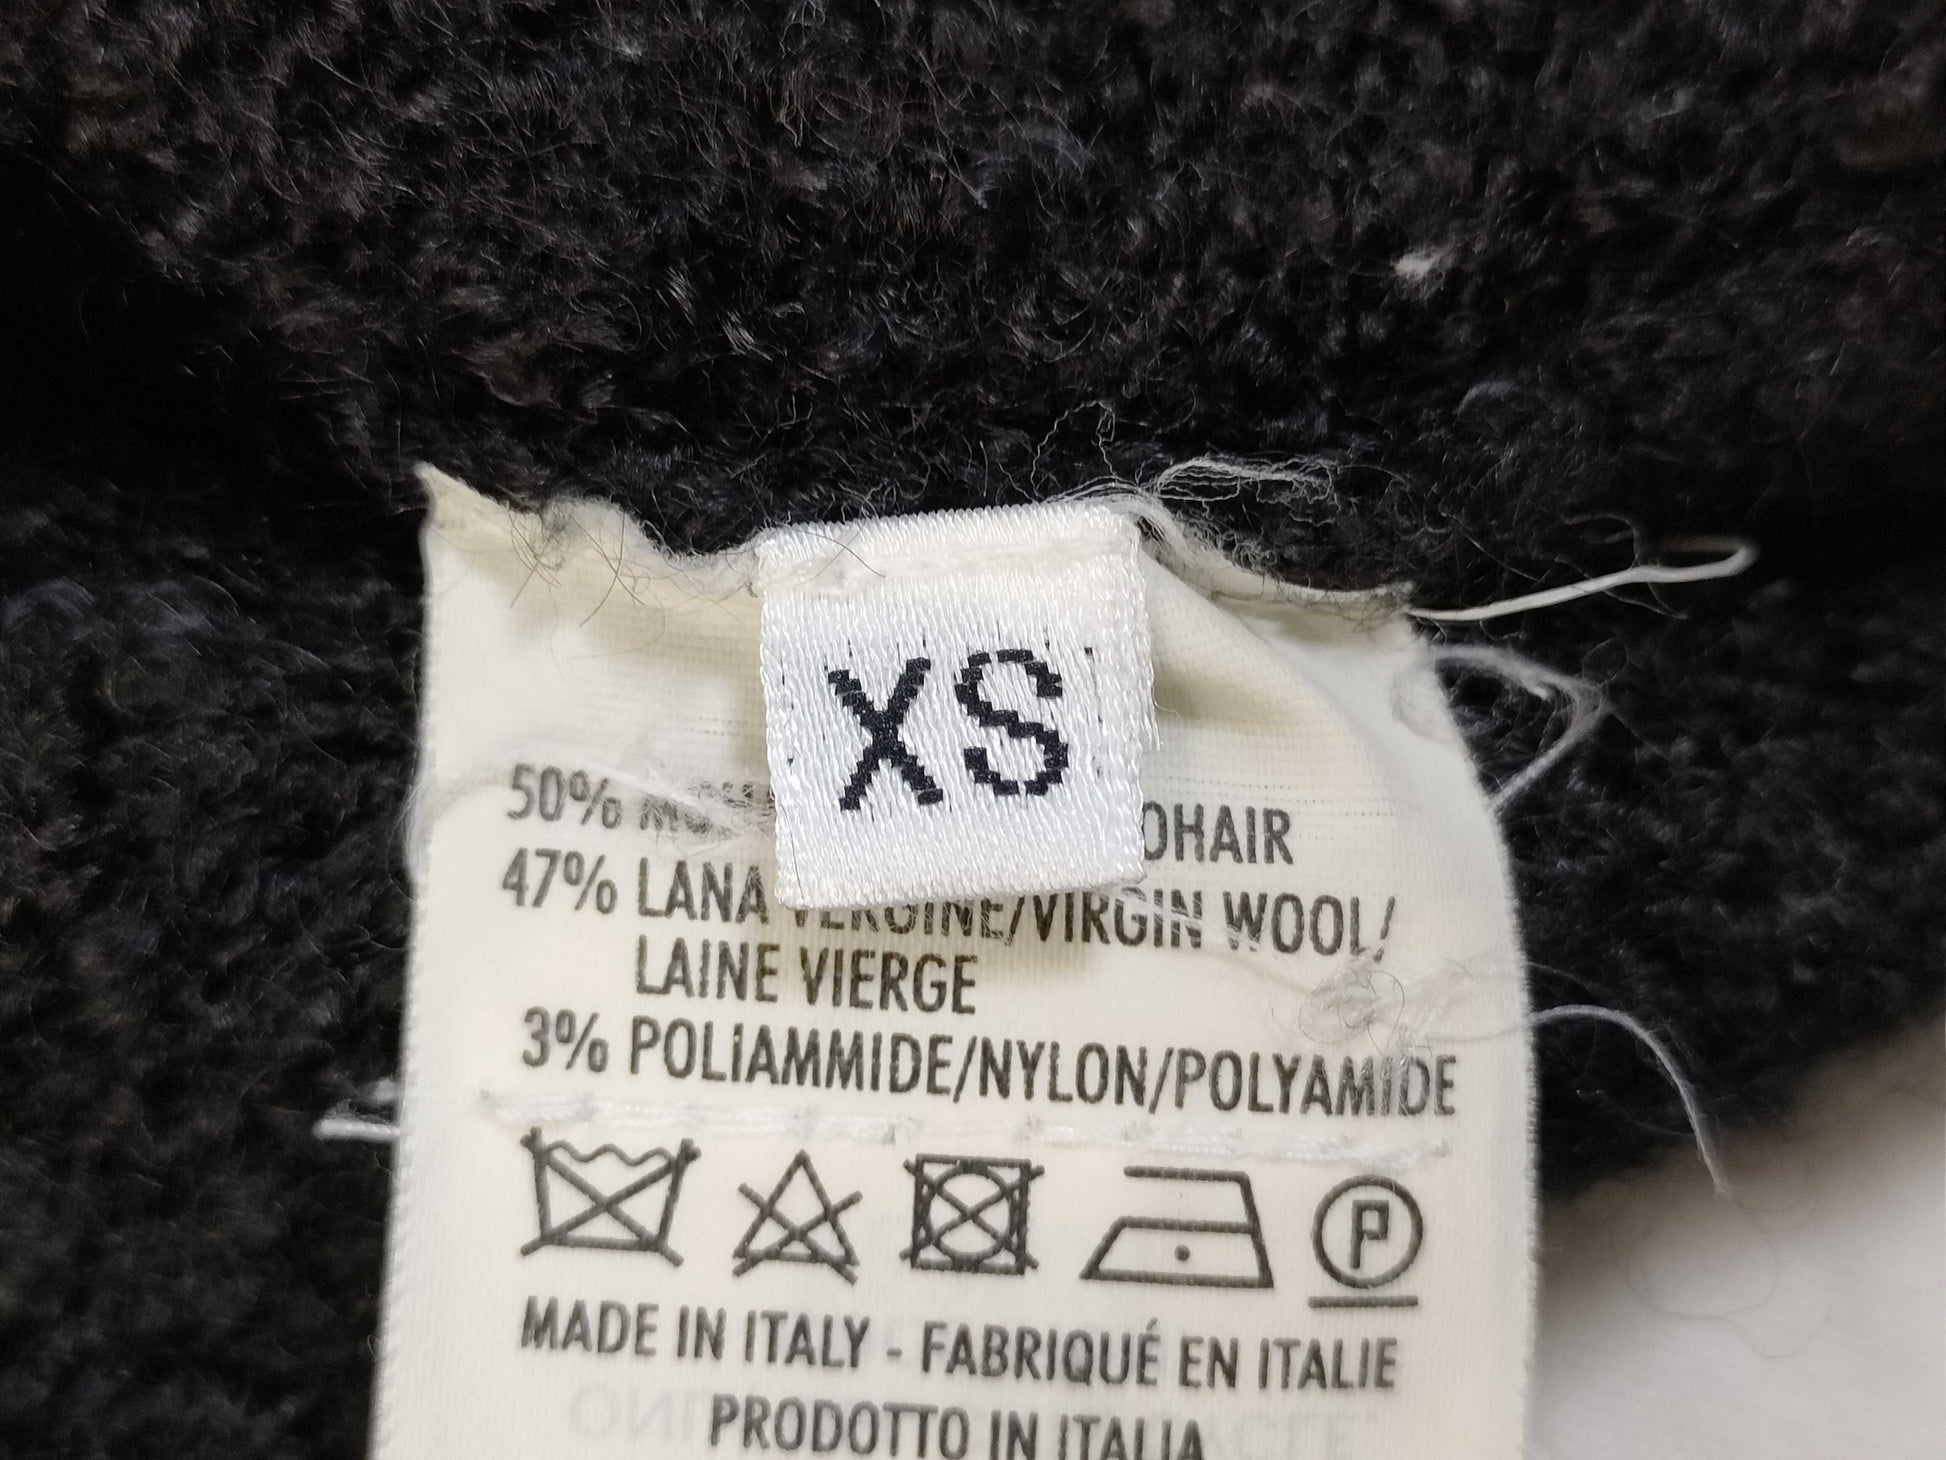 XS
50% OHAIR
47% LANA VERGINE/VIRGIN WOOL/
LAINE VIERGE
3% POLIAMMIDE/NYLON/POLYAMIDE
P
MADE IN ITALY - FABRIQUÉ EN ITALIE
PRODOTTO IN ITALIA